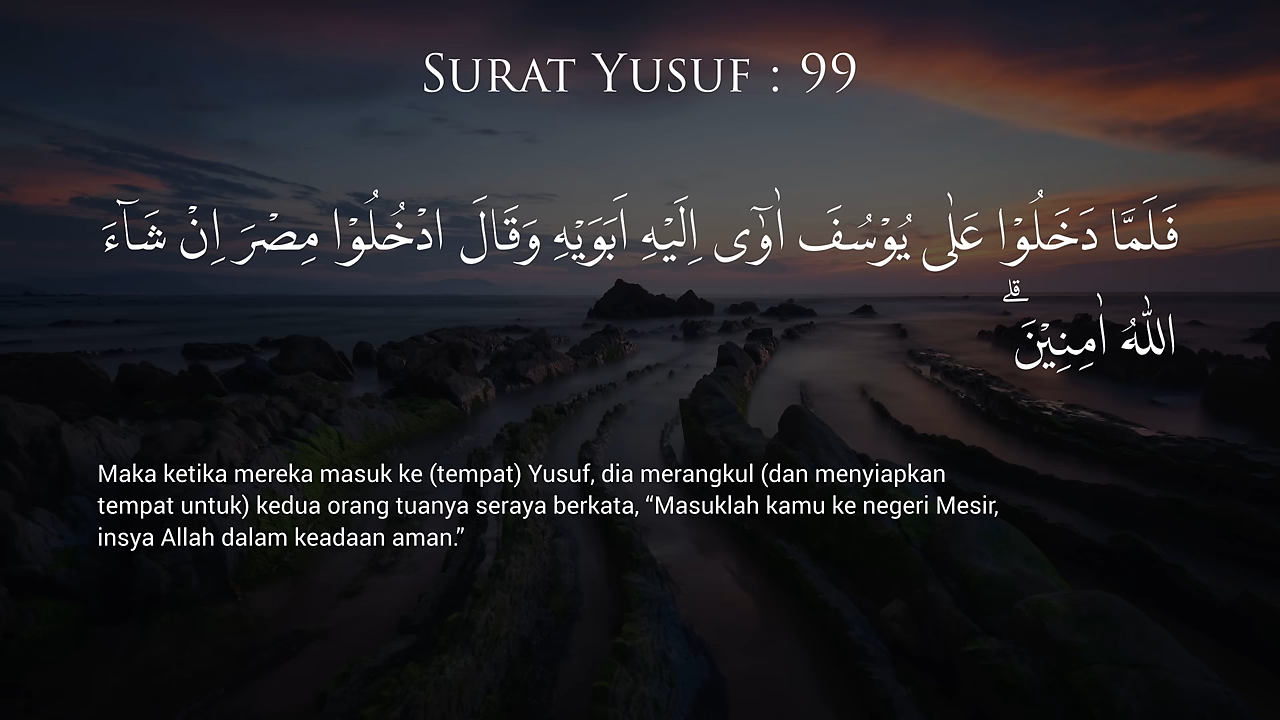 SURAT YUSUF : 99
فَلَمَّا دَخَلُوْا عَلٰى يُوْسُفَ اٰوٰٓى اِلَيْهِ اَبَوَيْهِ وَقَالَ ادْخُلُوْا مِصْرَ اِنْ شَاۤءَ
اللّٰهُ اٰمِنِيْنَ ۗ
Maka ketika mereka masuk ke (tempat) Yusuf, dia merangkul (dan menyiapkan
tempat untuk) kedua orang tuanya seraya berkata, “Masuklah kamu ke negeri Mesir,
insya Allah dalam keadaan aman.”